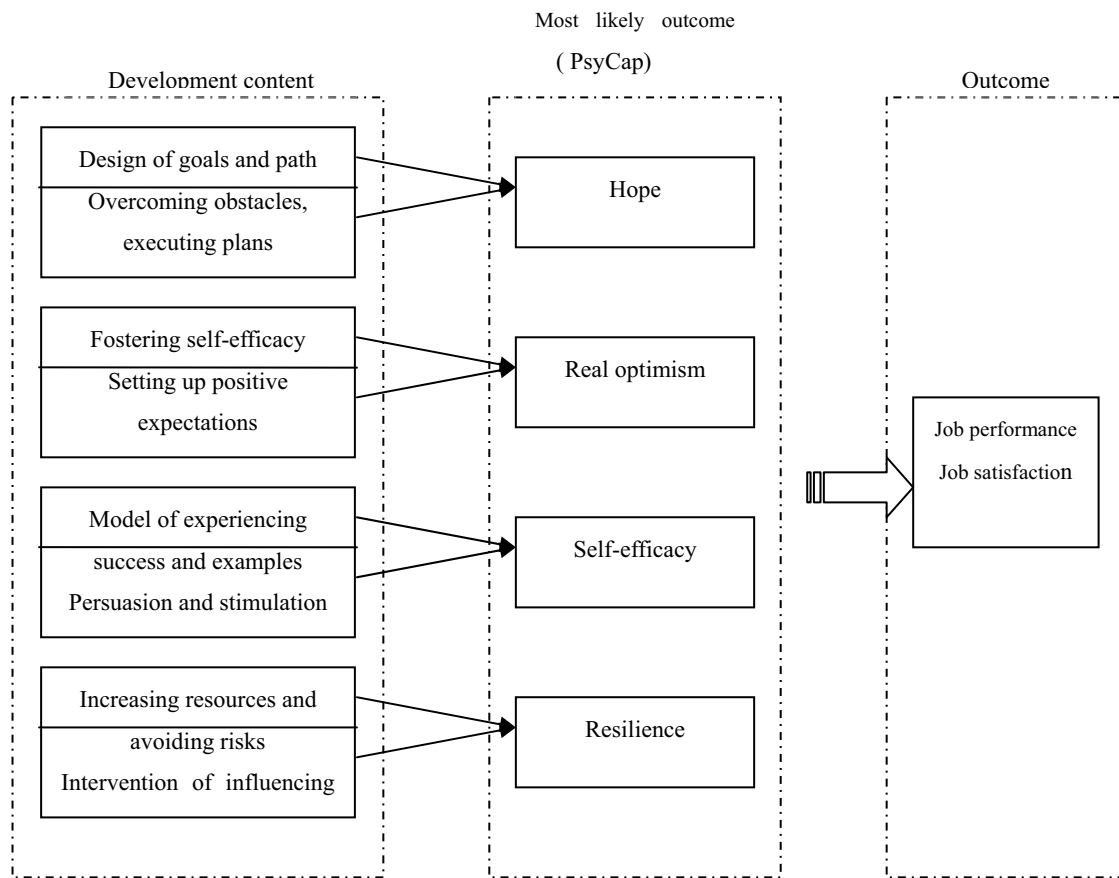 Most likely outcome
( PsyCap)
Development content
Outcome
Design of goals and path
Overcoming obstacles,
executing plans
Hope
Fostering self-efficacy
Setting up positive
expectations
Real optimism
Job performance
Job satisfaction
Model of experiencing
success and examples
Persuasion and stimulation
Self-efficacy
Increasing resources and
avoiding risks
Intervention of influencing
Resilience